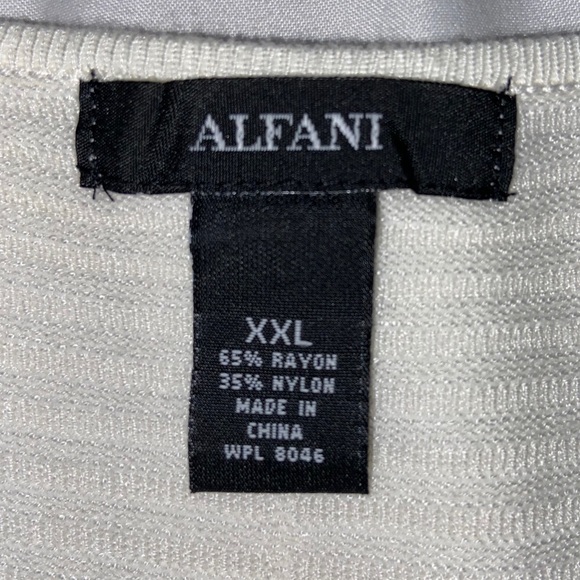 ALFANI
XXL
65% RAYON
35% NYLON
MADE IN
CHINA
WPL 8046